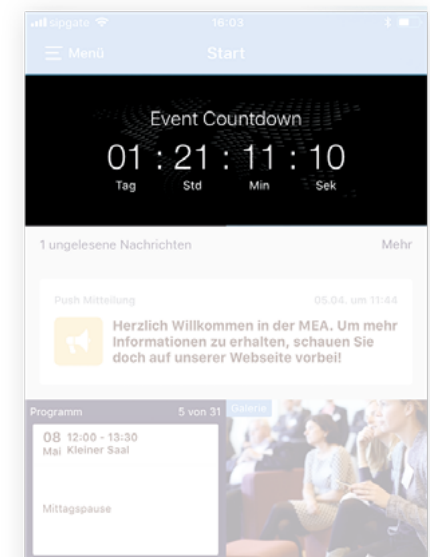 sipgate 16:03
Menü Start
Event Countdown
01 : 21 : 11 : 10
Tag Std Min Sek
1 ungelesene Nachrichten Mehr
Push Mitteilung 05.04. um 11:44
Herzlich Willkommen in der MEA. Um mehr
Informationen zu erhalten, schauen Sie
doch auf unserer Webseite vorbei!
Programm 5 von 31 Galerie
08 12:00 - 13:30
Mai Kleiner Saal
Mittagspause